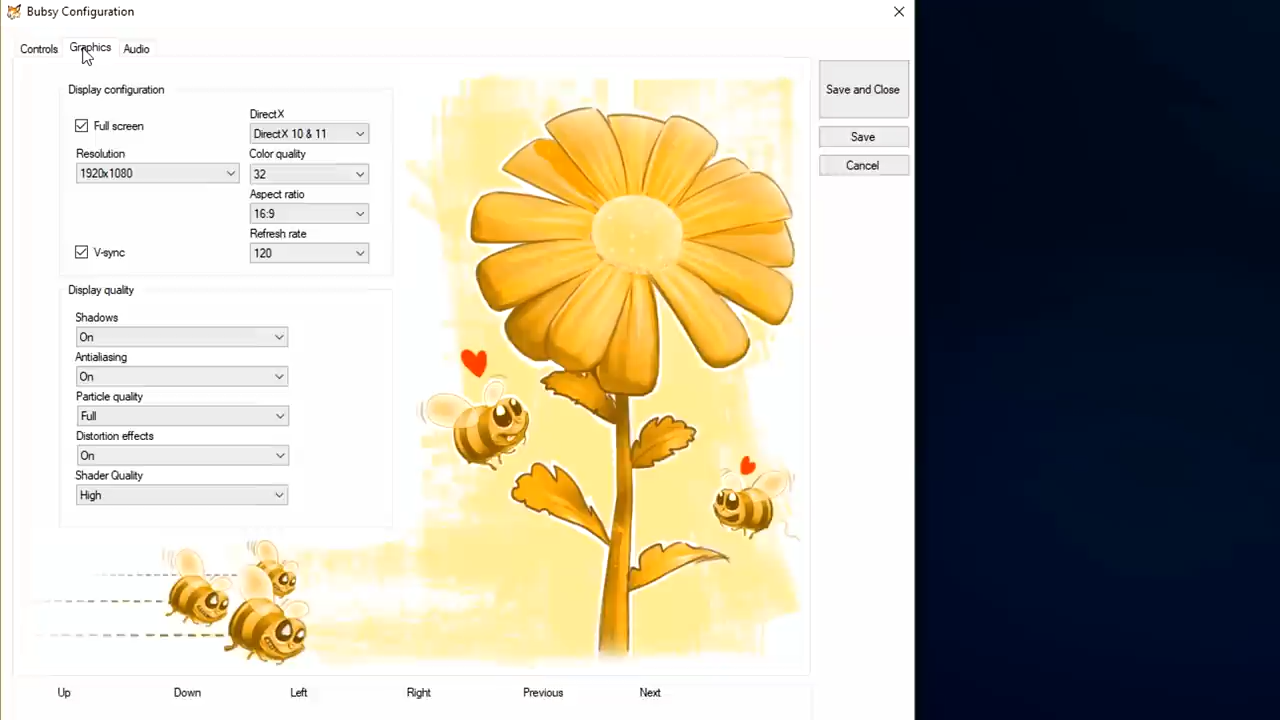 Bubsy Configuration
Controls Graphics Audio
Display configuration
Full screen
DirectX
DirectX 10 & 11
Resolution
1920x1080
Color quality
32
Aspect ratio
16:9
Refresh rate
120
V-sync
Display quality
Shadows
On
Antialiasing
On
Particle quality
Full
Distortion effects
On
Shader Quality
High
Save and Close
Save
Cancel
Up Down Left Right Previous Next